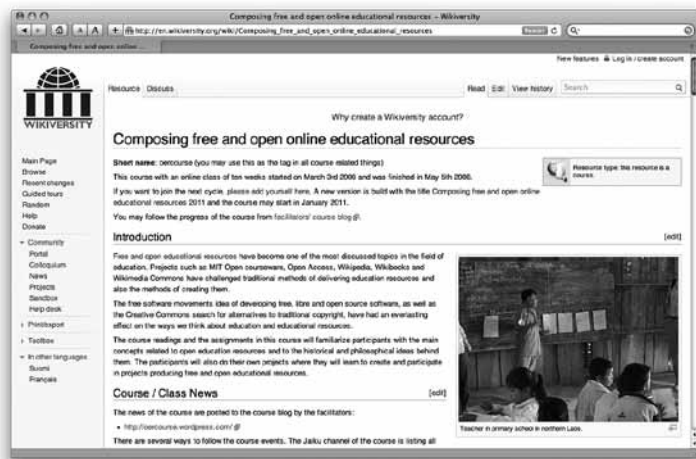 Composing free and open online educational resources – Wikiversity
http://en.wikiversity.org/wiki/Composing_free_and_open_online_educational_resources
Reader
Composing free and open online ...
New features Log in / create account
Resource Discuss Read Edit View history Search
WIKIVERSITY
Why create a Wikiversity account?
Composing free and open online educational resources
Main Page
Browse
Recent changes
Guided tours
Random
Help
Donate
Community
Portal
Colloquium
News
Projects
Sandbox
Help desk
Print/export
Toolbox
In other languages
Suomi
Français
Short name: oercourse (you may use this as the tag in all course related things)
This course with an online class of ten weeks started on March 3rd 2008 and was finished in May 5th 2008.
Resource type: this resource is a
course.
If you want to join the next cycle, please add yourself here. A new version is build with the title Composing free and open online
educational resources 2011 and the course may start in January 2011.
You may follow the progress of the course from facilitators' course blog.
Introduction [edit]
Free and open educational resources have become one of the most discussed topics in the field of
education. Projects such as MIT Open courseware, Open Access, Wikipedia, Wikibooks and
Wikimedia Commons have challenged traditional methods of delivering education resources and
also the methods of creating them.
The free software movements idea of developing free, libre and open source software, as well as
the Creative Commons search for alternatives to traditional copyright, have had an everlasting
effect on the ways we think about education and educational resources.
The course readings and the assignments in this course will familiarize participants with the main
concepts related to open education resources and to the historical and philosophical ideas behind
them. The participants will also do their own projects where they will learn to create and participate
in projects producing free and open educational resources.
Teacher in primary school in northern Laos.
Course / Class News [edit]
The news of the course are posted to the course blog by the facilitators:
• http://oercourse.wordpress.com/
There are several ways to follow the course events. The Jaiku channel of the course is listing all